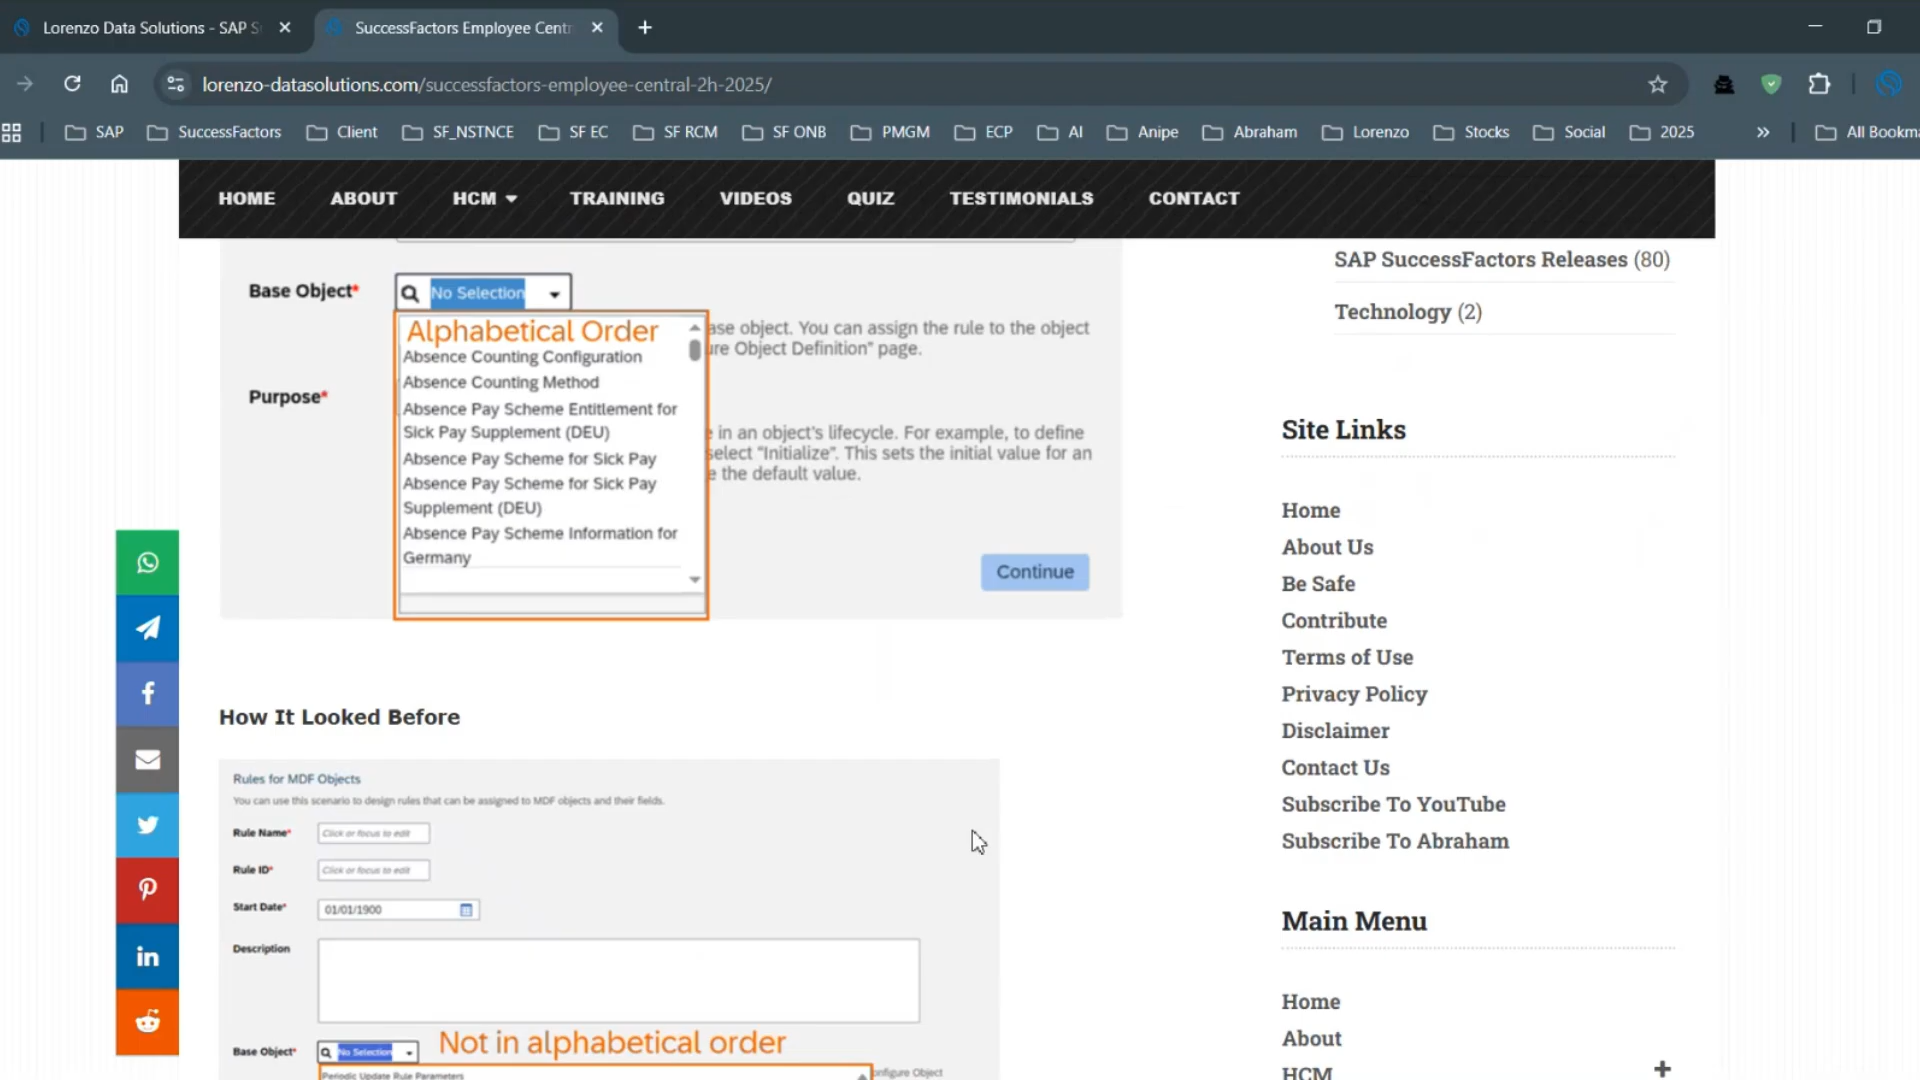 Lorenzo Data Solutions - SAP S
SuccessFactors Employee Cent
lorenzo-datasolutions.com/successfactors-employee-central-2h-2025/
SAP SuccessFactors Client SF_NSTNCE SF EC SF RCM SF ONB PMGM ECP AI Anipe Abraham Lorenzo Stocks Social 2025 » All Bookma
HOME ABOUT HCM TRAINING VIDEOS QUIZ TESTIMONIALS CONTACT
Base Object*
No Selection
Alphabetical Order
Absence Counting Configuration
Absence Counting Method
Absence Pay Scheme Entitlement for
Sick Pay Supplement (DEU)
Absence Pay Scheme for Sick Pay
Absence Pay Scheme for Sick Pay
Supplement (DEU)
Absence Pay Scheme Information for
Germany
ase object. You can assign the rule to the object
ure Object Definition" page.
Purpose*
e in an object's lifecycle. For example, to define
select "Initialize". This sets the initial value for an
e the default value.
Continue
How It Looked Before
Rules for MDF Objects
You can use this scenario to design rules that can be assigned to MDF objects and their fields.
Rule Name* Click or focus to edit
Rule ID* Click or focus to edit
Start Date* 01/01/1900
Description
Base Object* No Selection
Not in alphabetical order
Periodic Update Rule Parameters
onfigure Object
SAP SuccessFactors Releases (80)
Technology (2)
Site Links
Home
About Us
Be Safe
Contribute
Terms of Use
Privacy Policy
Disclaimer
Contact Us
Subscribe To YouTube
Subscribe To Abraham
Main Menu
Home
About
HCM